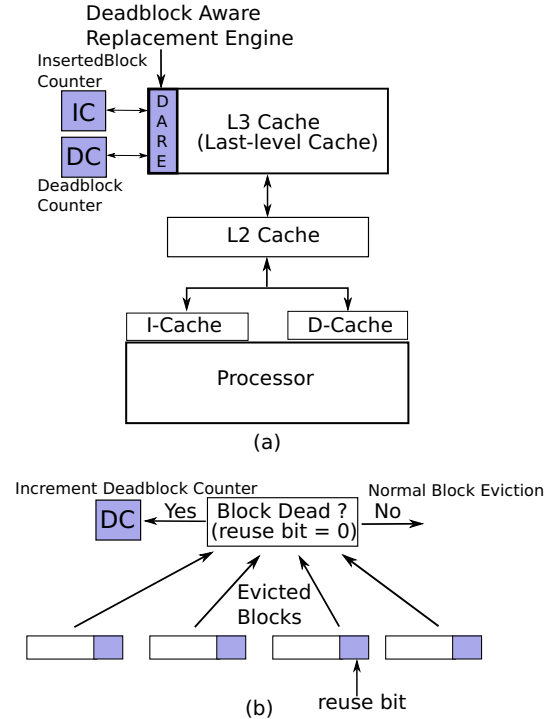 Deadblock Aware
Replacement Engine
InsertedBlock
Counter
IC
DC
Deadblock
Counter
D
A
R
E
L3 Cache
(Last-level Cache)
L2 Cache
I-Cache
D-Cache
Processor
(a)
Increment Deadblock Counter
Normal Block Eviction
DC
Yes
Block Dead ?
(reuse bit = 0)
No
Evicted
Blocks
reuse bit
(b)